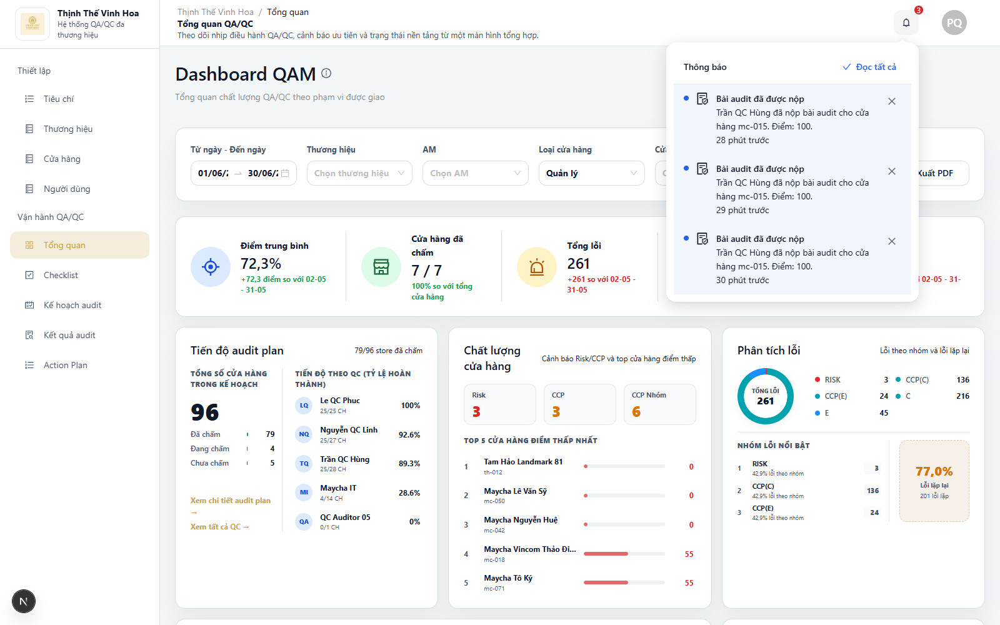 Thịnh Thế Vinh Hoa
Hệ thống QA/QC đa
thương hiệu
Thiết lập
Tiêu chí
Thương hiệu
Cửa hàng
Người dùng
Vận hành QA/QC
Tổng quan
Checklist
Kế hoạch audit
Kết quả audit
Action Plan
N
Thịnh Thế Vinh Hoa / Tổng quan
Tổng quan QA/QC
Theo dõi nhịp điều hành QA/QC, cảnh báo ưu tiên và trạng thái nền tảng từ một màn hình tổng hợp.
3
PQ
Dashboard QAM
Tổng quan chất lượng QA/QC theo phạm vi được giao
Thông báo
Đọc tất cả
Bài audit đã được nộp
Trần QC Hùng đã nộp bài audit cho cửa
hàng mc-015. Điểm: 100.
28 phút trước
Bài audit đã được nộp
Trần QC Hùng đã nộp bài audit cho cửa
hàng mc-015. Điểm: 100.
29 phút trước
Bài audit đã được nộp
Trần QC Hùng đã nộp bài audit cho cửa
hàng mc-015. Điểm: 100.
30 phút trước
Từ ngày - Đến ngày
01/06/ 30/06/
Thương hiệu
Chọn thương hiệu
AM
Chọn AM
Loại cửa hàng
Quản lý
Xuất PDF
Điểm trung bình
72,3%
+72,3 điểm so với 02-05
- 31-05
Cửa hàng đã
chấm
7 / 7
100% so với tổng
cửa hàng
Tổng lỗi
261
+261 so với 02-05 -
31-05
02-05 - 31-
Tiến độ audit plan
79/96 store đã chấm
TỔNG SỐ CỬA HÀNG
TRONG KẾ HOẠCH
96
Đã chấm 79
Đang chấm 4
Chưa chấm 5
Xem chi tiết audit plan
→
Xem tất cả QC →
TIẾN ĐỘ THEO QC (TỶ LỆ HOÀN
THÀNH)
LQ Le QC Phuc 100%
25/25 CH
NQ Nguyễn QC Linh 92.6%
25/27 CH
TQ Trần QC Hùng 89.3%
25/28 CH
MI Maycha IT 28.6%
4/14 CH
QA QC Auditor 05 0%
0/1 CH
Chất lượng
cửa hàng
Cảnh báo Risk/CCP và top cửa hàng điểm thấp
Risk
3
CCP
3
CCP Nhóm
6
TOP 5 CỬA HÀNG ĐIỂM THẤP NHẤT
1 Tam Hảo Landmark 81 0
th-012
2 Maycha Lê Văn Sỹ 0
mc-050
3 Maycha Nguyễn Huệ 0
mc-042
4 Maycha Vincom Thảo Đi... 55
mc-018
5 Maycha Tô Ký 55
mc-071
Phân tích lỗi
Lỗi theo nhóm và lỗi lặp lại
TỔNG LỖI
261
RISK 3
CCP(C) 136
CCP(E) 24
C 216
E 45
NHÓM LỖI NỔI BẬT
1 RISK 3
42,9% lỗi theo nhóm
2 CCP(C) 136
42,9% lỗi theo nhóm
3 CCP(E) 24
42,9% lỗi theo nhóm
77,0%
Lỗi lặp lại
201 lỗi lặp